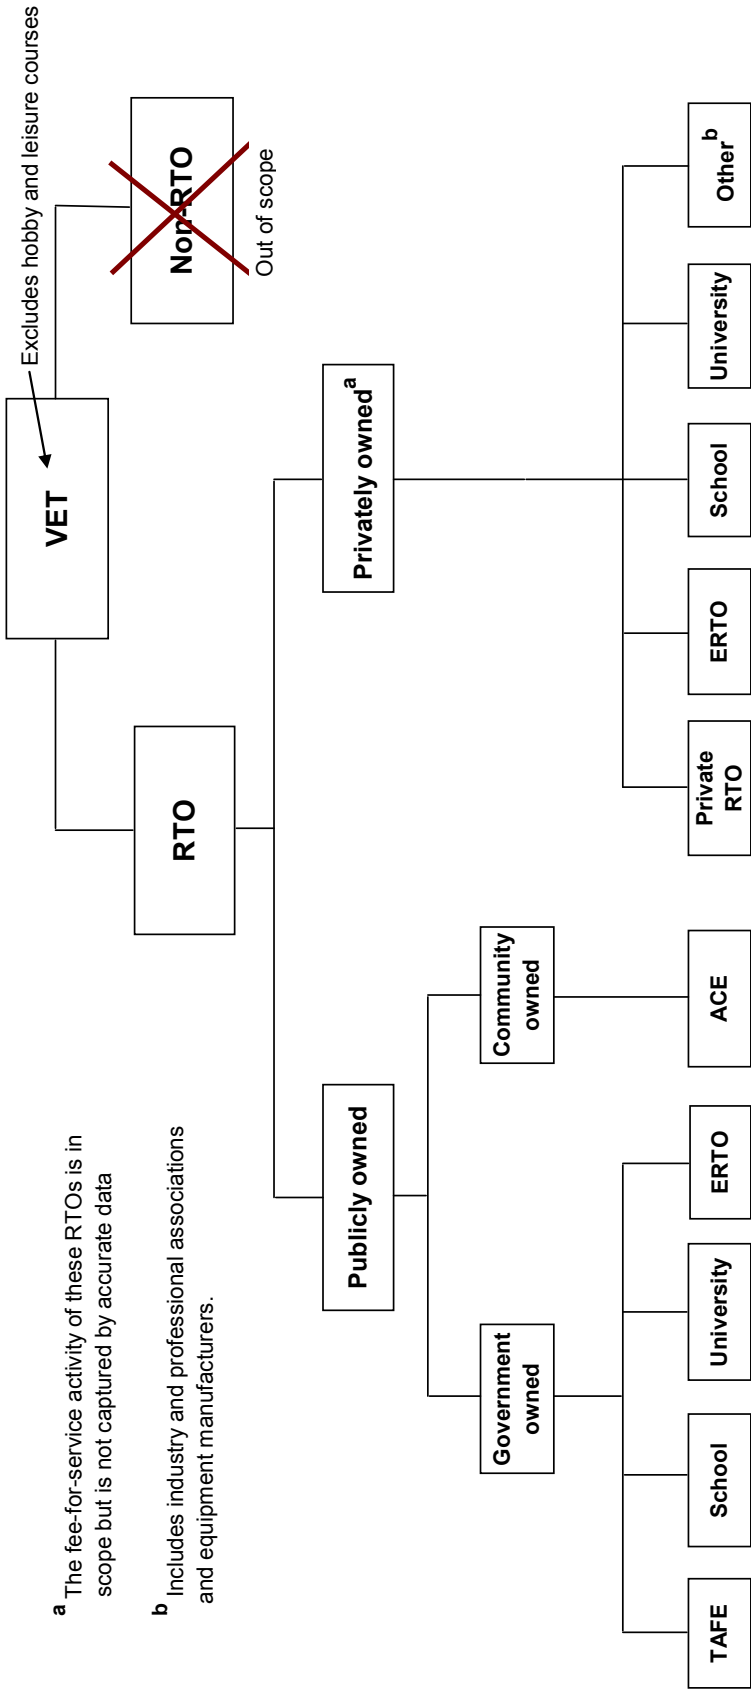 Excludes hobby and leisure courses
VET
Non-RTO
Out of scope
RTO
Privately owned a
Publicly owned
Community
owned
Government
owned
TAFE
School
University
ERTO
ACE
Private
RTO
ERTO
School
University
Other b
a The fee-for-service activity of these RTOs is in
scope but is not captured by accurate data
b Includes industry and professional associations
and equipment manufacturers.